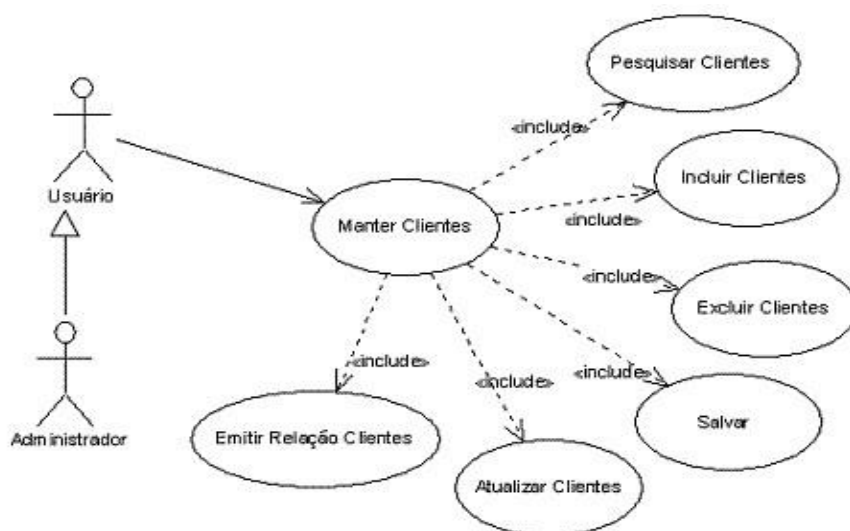 Pesquisar Clientes
«include»
Incluir Clientes
«include»
Usuário
Manter Clientes
Excluir Clientes
«include»
«include»
«include»
«include»
Salvar
Administrador
Emitir Relação Clientes
Atualizar Clientes